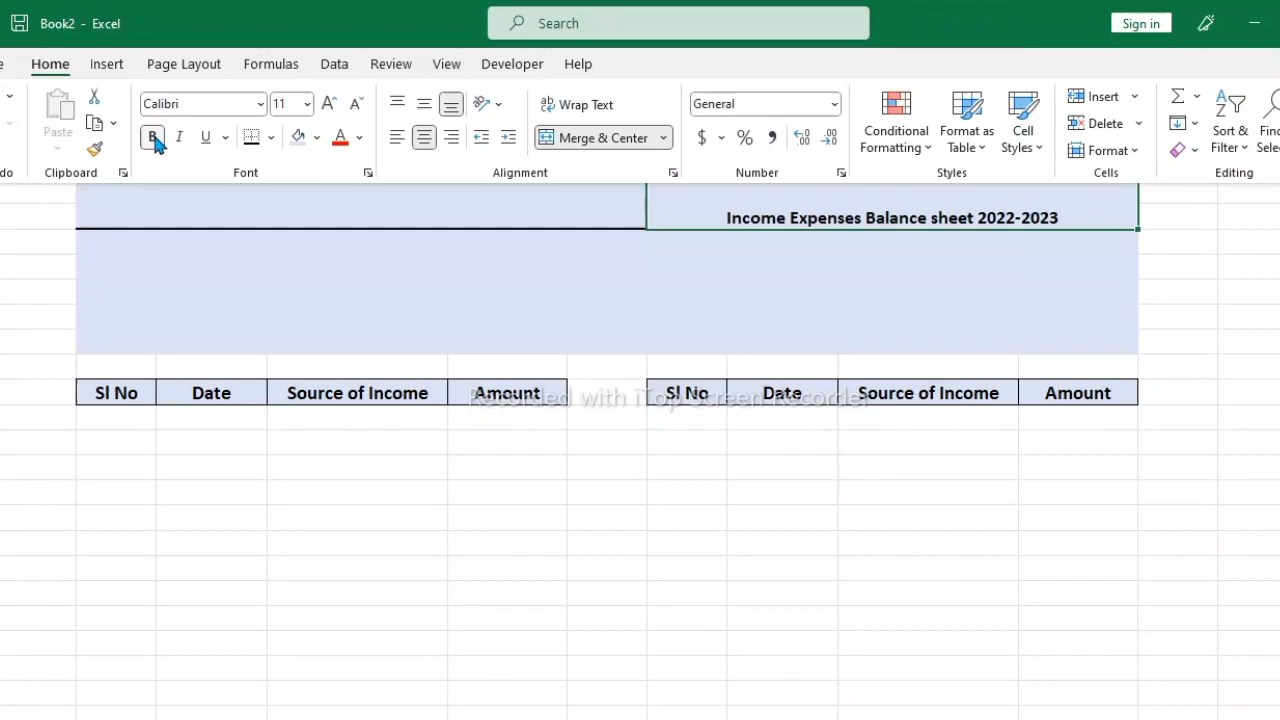 Book2 - Excel
Search
Sign in
Home Insert Page Layout Formulas Data Review View Developer Help
Paste
Calibri 11
B I U A
Wrap Text
Merge & Center
General
$ % ,
Conditional Formatting
Format as Table
Cell Styles
Insert
Delete
Format
Sort & Filter
Clipboard Font Alignment Number Styles Cells Editing
Income Expenses Balance sheet 2022-2023
Sl No Date Source of Income Amount Sl No Date Source of Income Amount
Recorded with iTop Screen Recorder